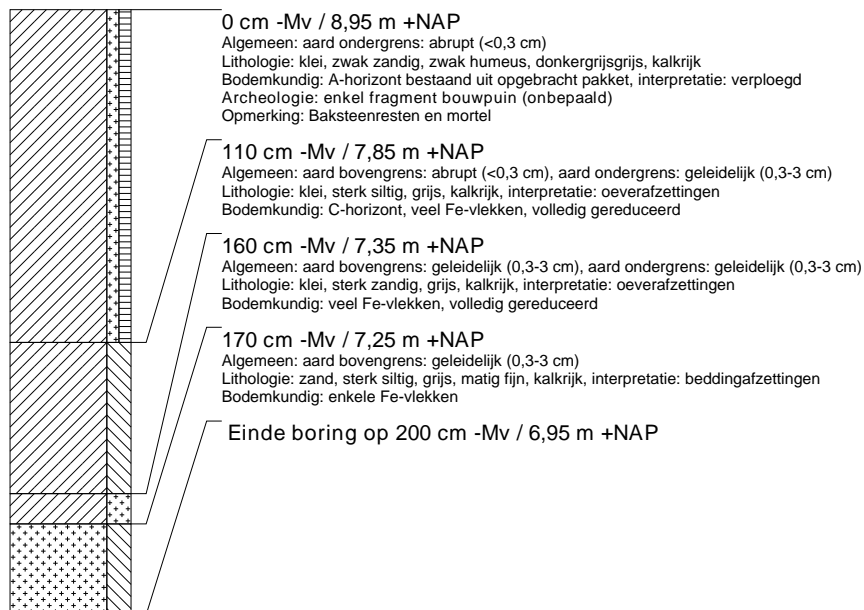 0 cm -Mv / 8,95 m +NAP
Algemeen: aard ondergrens: abrupt (<0,3 cm)
Lithologie: klei, zwak zandig, zwak humeus, donkergrijsgrijs, kalkrijk
Bodemkundig: A-horizont bestaand uit opgebracht pakket, interpretatie: verploegd
Archeologie: enkel fragment bouwpuin (onbepaald)
Opmerking: Baksteenresten en mortel
110 cm -Mv / 7,85 m +NAP
Algemeen: aard bovengrens: abrupt (<0,3 cm), aard ondergrens: geleidelijk (0,3-3 cm)
Lithologie: klei, sterk siltig, grijs, kalkrijk, interpretatie: oeverafzettingen
Bodemkundig: C-horizont, veel Fe-vlekken, volledig gereduceerd
160 cm -Mv / 7,35 m +NAP
Algemeen: aard bovengrens: geleidelijk (0,3-3 cm), aard ondergrens: geleidelijk (0,3-3 cm)
Lithologie: klei, sterk zandig, grijs, kalkrijk, interpretatie: oeverafzettingen
Bodemkundig: veel Fe-vlekken, volledig gereduceerd
170 cm -Mv / 7,25 m +NAP
Algemeen: aard bovengrens: geleidelijk (0,3-3 cm)
Lithologie: zand, sterk siltig, grijs, matig fijn, kalkrijk, interpretatie: beddingafzettingen
Bodemkundig: enkele Fe-vlekken
Einde boring op 200 cm -Mv / 6,95 m +NAP